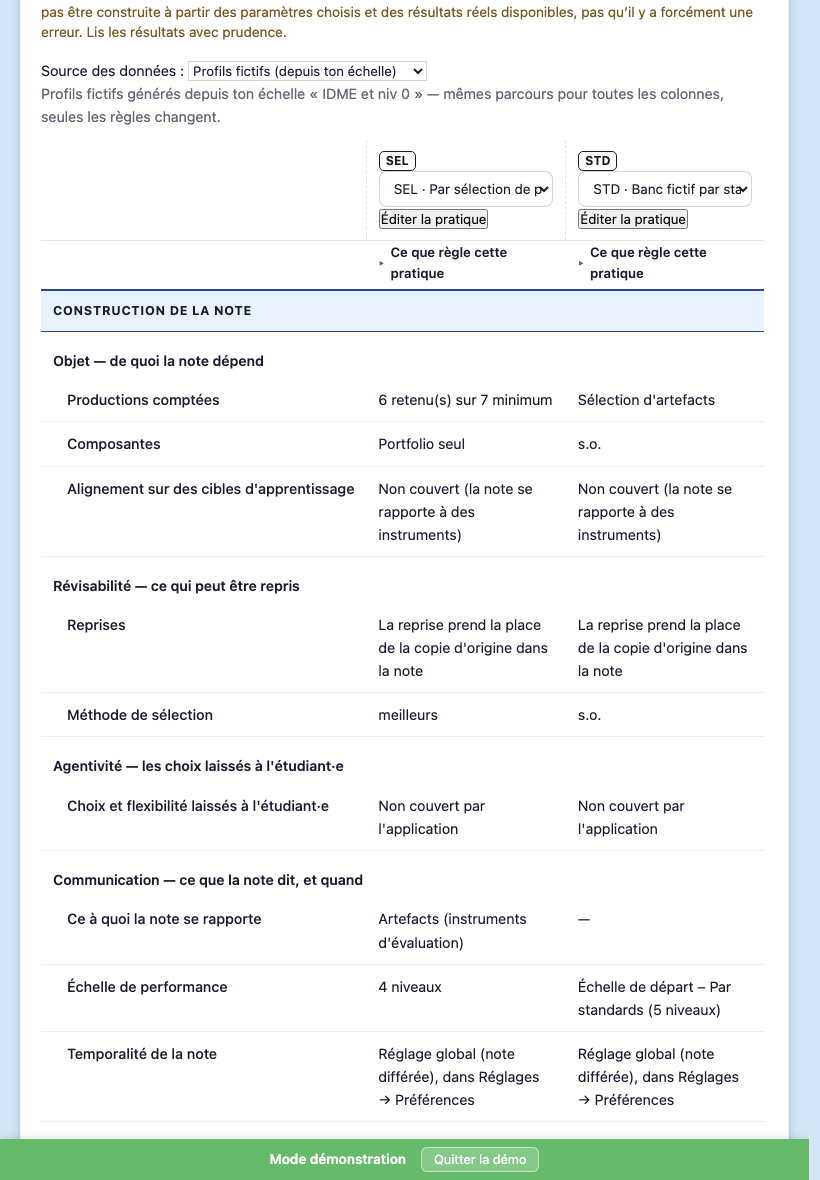 pas être construite à partir des paramètres choisis et des résultats réels disponibles, pas qu’il y a forcément une
erreur. Lis les résultats avec prudence.
Source des données : Profils fictifs (depuis ton échelle)
Profils fictifs générés depuis ton échelle « IDME et niv 0 » — mêmes parcours pour toutes les colonnes,
seules les règles changent.
SEL STD
SEL · Par sélection de p STD · Banc fictif par sta
Éditer la pratique Éditer la pratique
Ce que règle cette Ce que règle cette
pratique pratique
CONSTRUCTION DE LA NOTE
Objet — de quoi la note dépend
Productions comptées 6 retenu(s) sur 7 minimum Sélection d'artefacts
Composantes Portfolio seul s.o.
Alignement sur des cibles d'apprentissage Non couvert (la note se Non couvert (la note se
rapporte à des rapporte à des
instruments) instruments)
Révisabilité — ce qui peut être repris
Reprises La reprise prend la place La reprise prend la place
de la copie d'origine dans de la copie d'origine dans
la note la note
Méthode de sélection meilleurs s.o.
Agentivité — les choix laissés à l'étudiant·e
Choix et flexibilité laissés à l'étudiant·e Non couvert par Non couvert par
l'application l'application
Communication — ce que la note dit, et quand
Ce à quoi la note se rapporte Artefacts (instruments —
d'évaluation)
Échelle de performance 4 niveaux Échelle de départ – Par
standards (5 niveaux)
Temporalité de la note Réglage global (note Réglage global (note
différée), dans Réglages différée), dans Réglages
→ Préférences → Préférences
Mode démonstration Quitter la démo